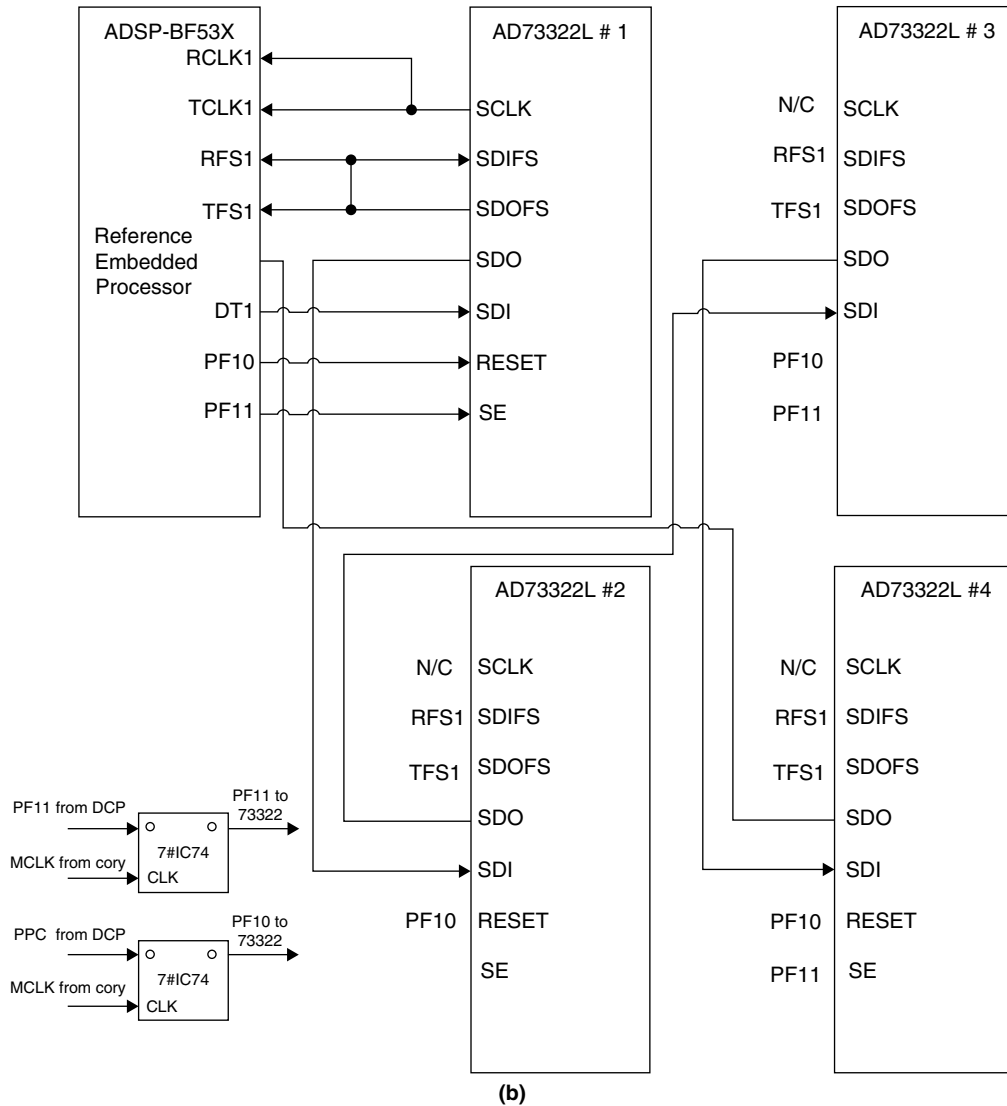 ADSP-BF53X
RCLK1
TCLK1
RFS1
TFS1
Reference
Embedded
Processor
DT1
PF10
PF11
AD73322L # 1
SCLK
SDIFS
SDOFS
SDO
SDI
RESET
SE
AD73322L # 3
N/C SCLK
RFS1 SDIFS
TFS1 SDOFS
SDO
SDI
PF10
PF11
AD73322L #2
N/C SCLK
RFS1 SDIFS
TFS1 SDOFS
SDO
SDI
PF10 RESET
SE
AD73322L #4
N/C SCLK
RFS1 SDIFS
TFS1 SDOFS
SDO
SDI
PF10 RESET
PF11 SE
PF11 from DCP
MCLK from cory
7#IC74
CLK
PF11 to
73322
PPC from DCP
MCLK from cory
7#IC74
CLK
PF10 to
73322
(b)